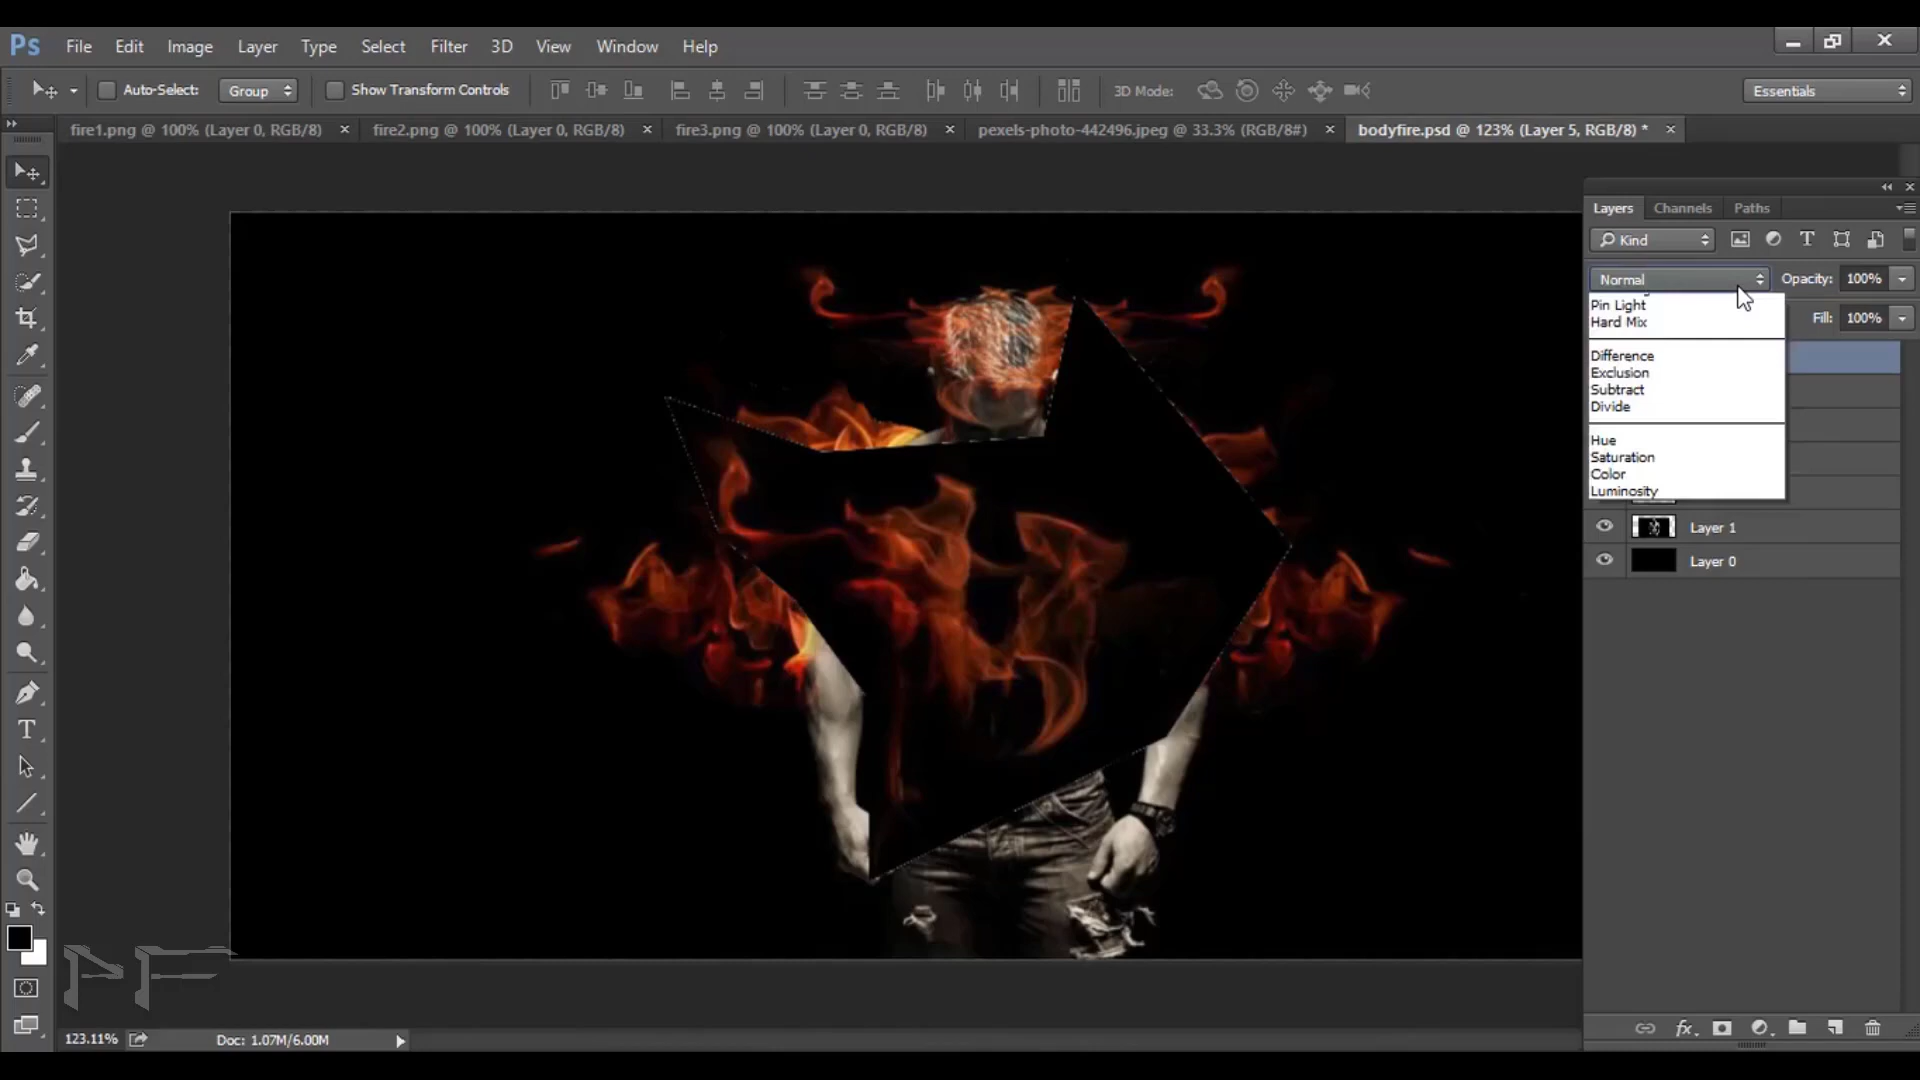 Ps File Edit Image Layer Type Select Filter 3D View Window Help
Auto-Select: Group Show Transform Controls 3D Mode: Essentials
fire1.png @ 100% (Layer 0, RGB/8) × fire2.png @ 100% (Layer 0, RGB/8) × fire3.png @ 100% (Layer 0, RGB/8) × pexels-photo-442496.jpeg @ 33.3% (RGB/8#) × bodyfire.psd @ 123% (Layer 5, RGB/8) * ×
Layers Channels Paths
Kind
Normal Opacity: 100%
Fill: 100%
Pin Light
Hard Mix
Difference
Exclusion
Subtract
Divide
Hue
Saturation
Color
Luminosity
Layer 1
Layer 0
PF
123.11% Doc: 1.07M/6.00M
fx.